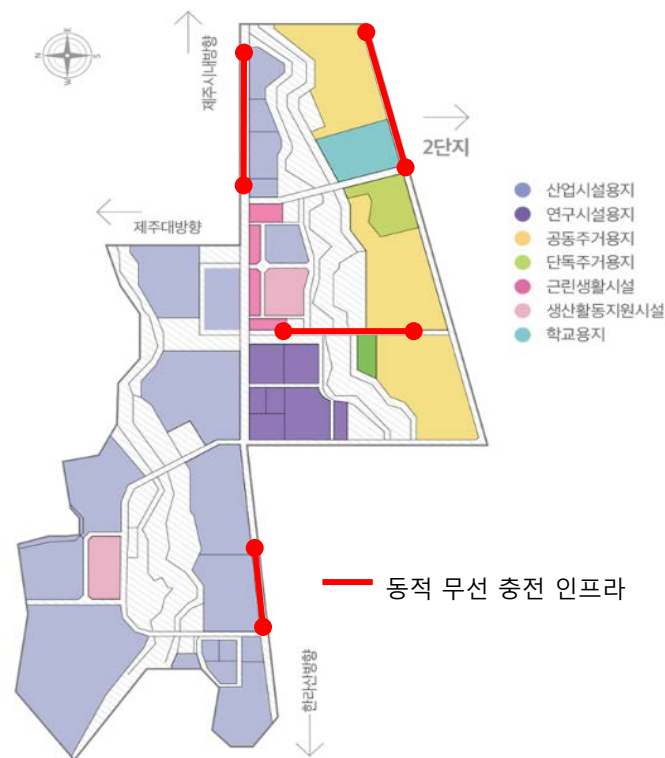 N
S
W
제주시내방향
2단지
제주대방향
산업시설용지
연구시설용지
공동주거용지
단독주거용지
근린생활시설
생산활동지원시설
학교용지
동적 무선 충전 인프라
한라산방향